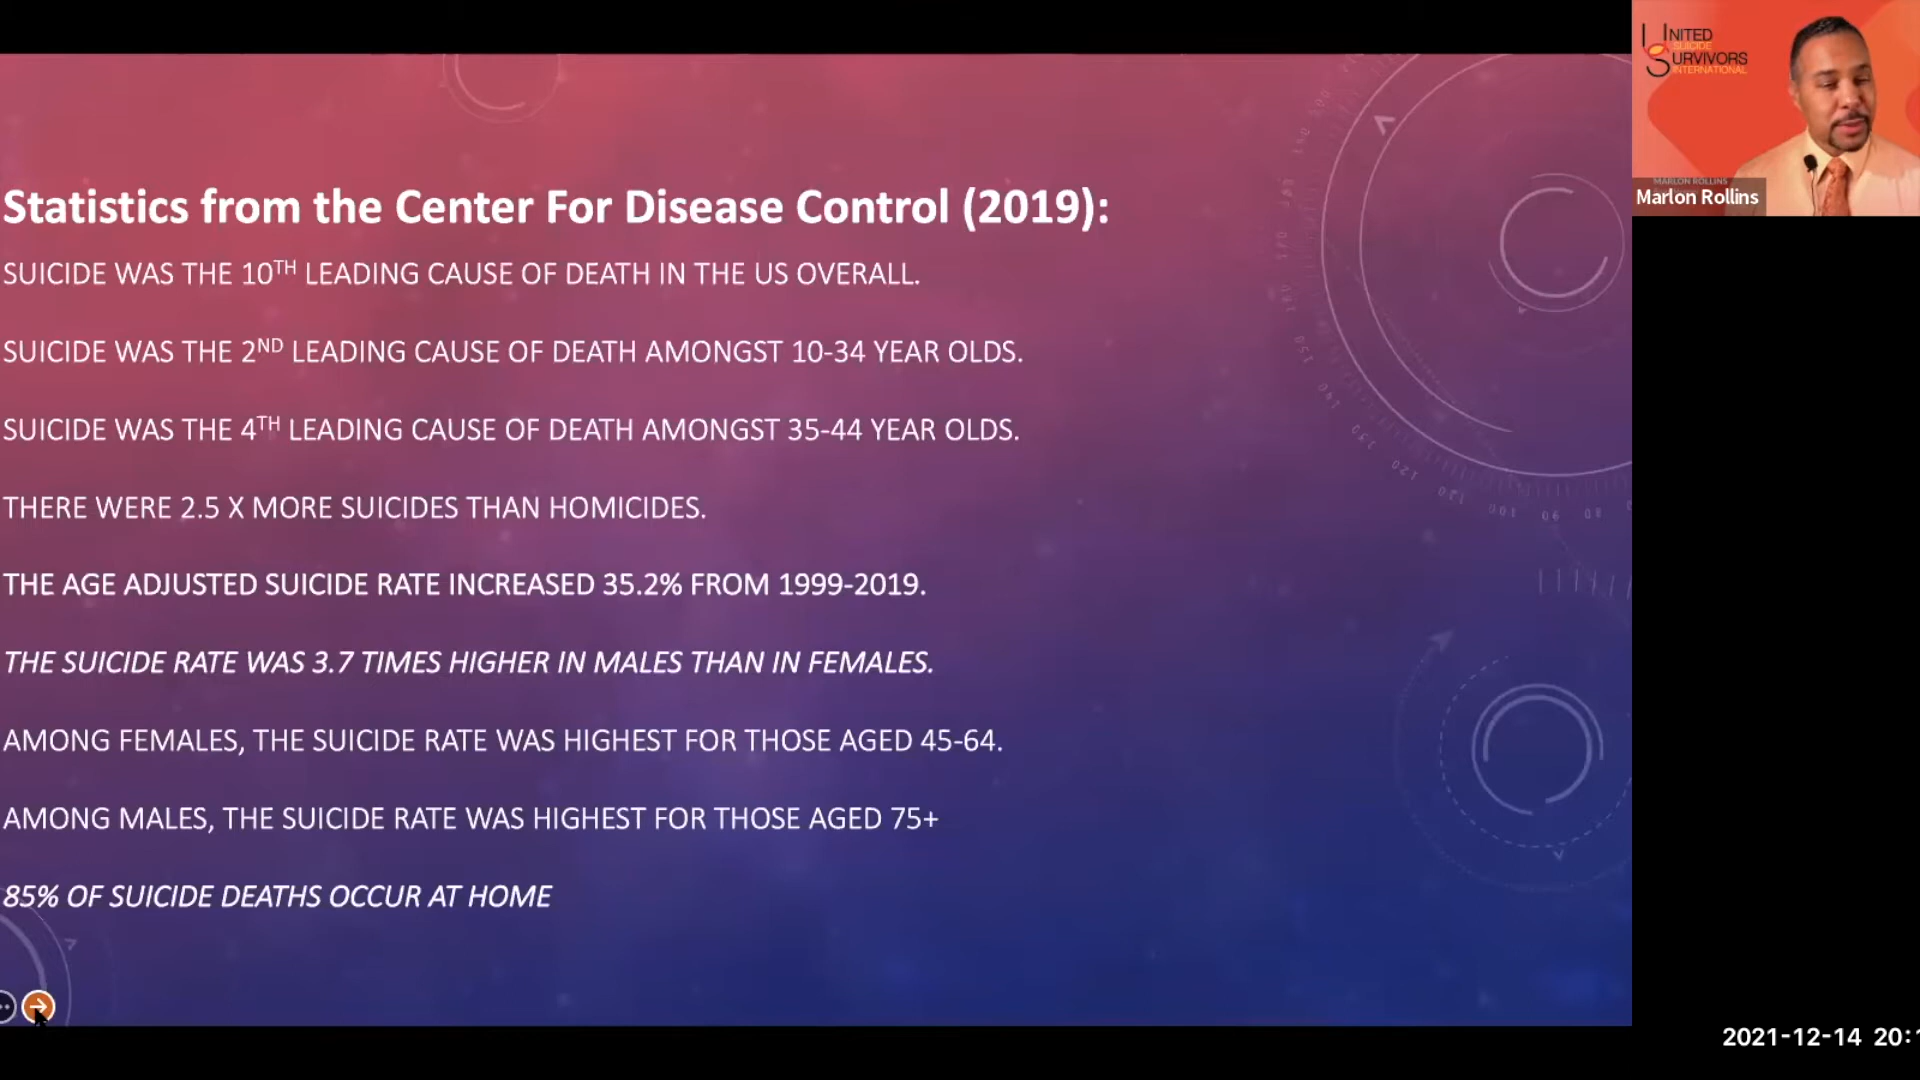 Statistics from the Center For Disease Control (2019):
SUICIDE WAS THE 10TH LEADING CAUSE OF DEATH IN THE US OVERALL.
SUICIDE WAS THE 2ND LEADING CAUSE OF DEATH AMONGST 10-34 YEAR OLDS.
SUICIDE WAS THE 4TH LEADING CAUSE OF DEATH AMONGST 35-44 YEAR OLDS.
THERE WERE 2.5 X MORE SUICIDES THAN HOMICIDES.
THE AGE ADJUSTED SUICIDE RATE INCREASED 35.2% FROM 1999-2019.
THE SUICIDE RATE WAS 3.7 TIMES HIGHER IN MALES THAN IN FEMALES.
AMONG FEMALES, THE SUICIDE RATE WAS HIGHEST FOR THOSE AGED 45-64.
AMONG MALES, THE SUICIDE RATE WAS HIGHEST FOR THOSE AGED 75+
85% OF SUICIDE DEATHS OCCUR AT HOME
UNITED
SUICIDE
SURVIVORS
INTERNATIONAL
MARLON ROLLINS
Marlon Rollins
2021-12-14 20: